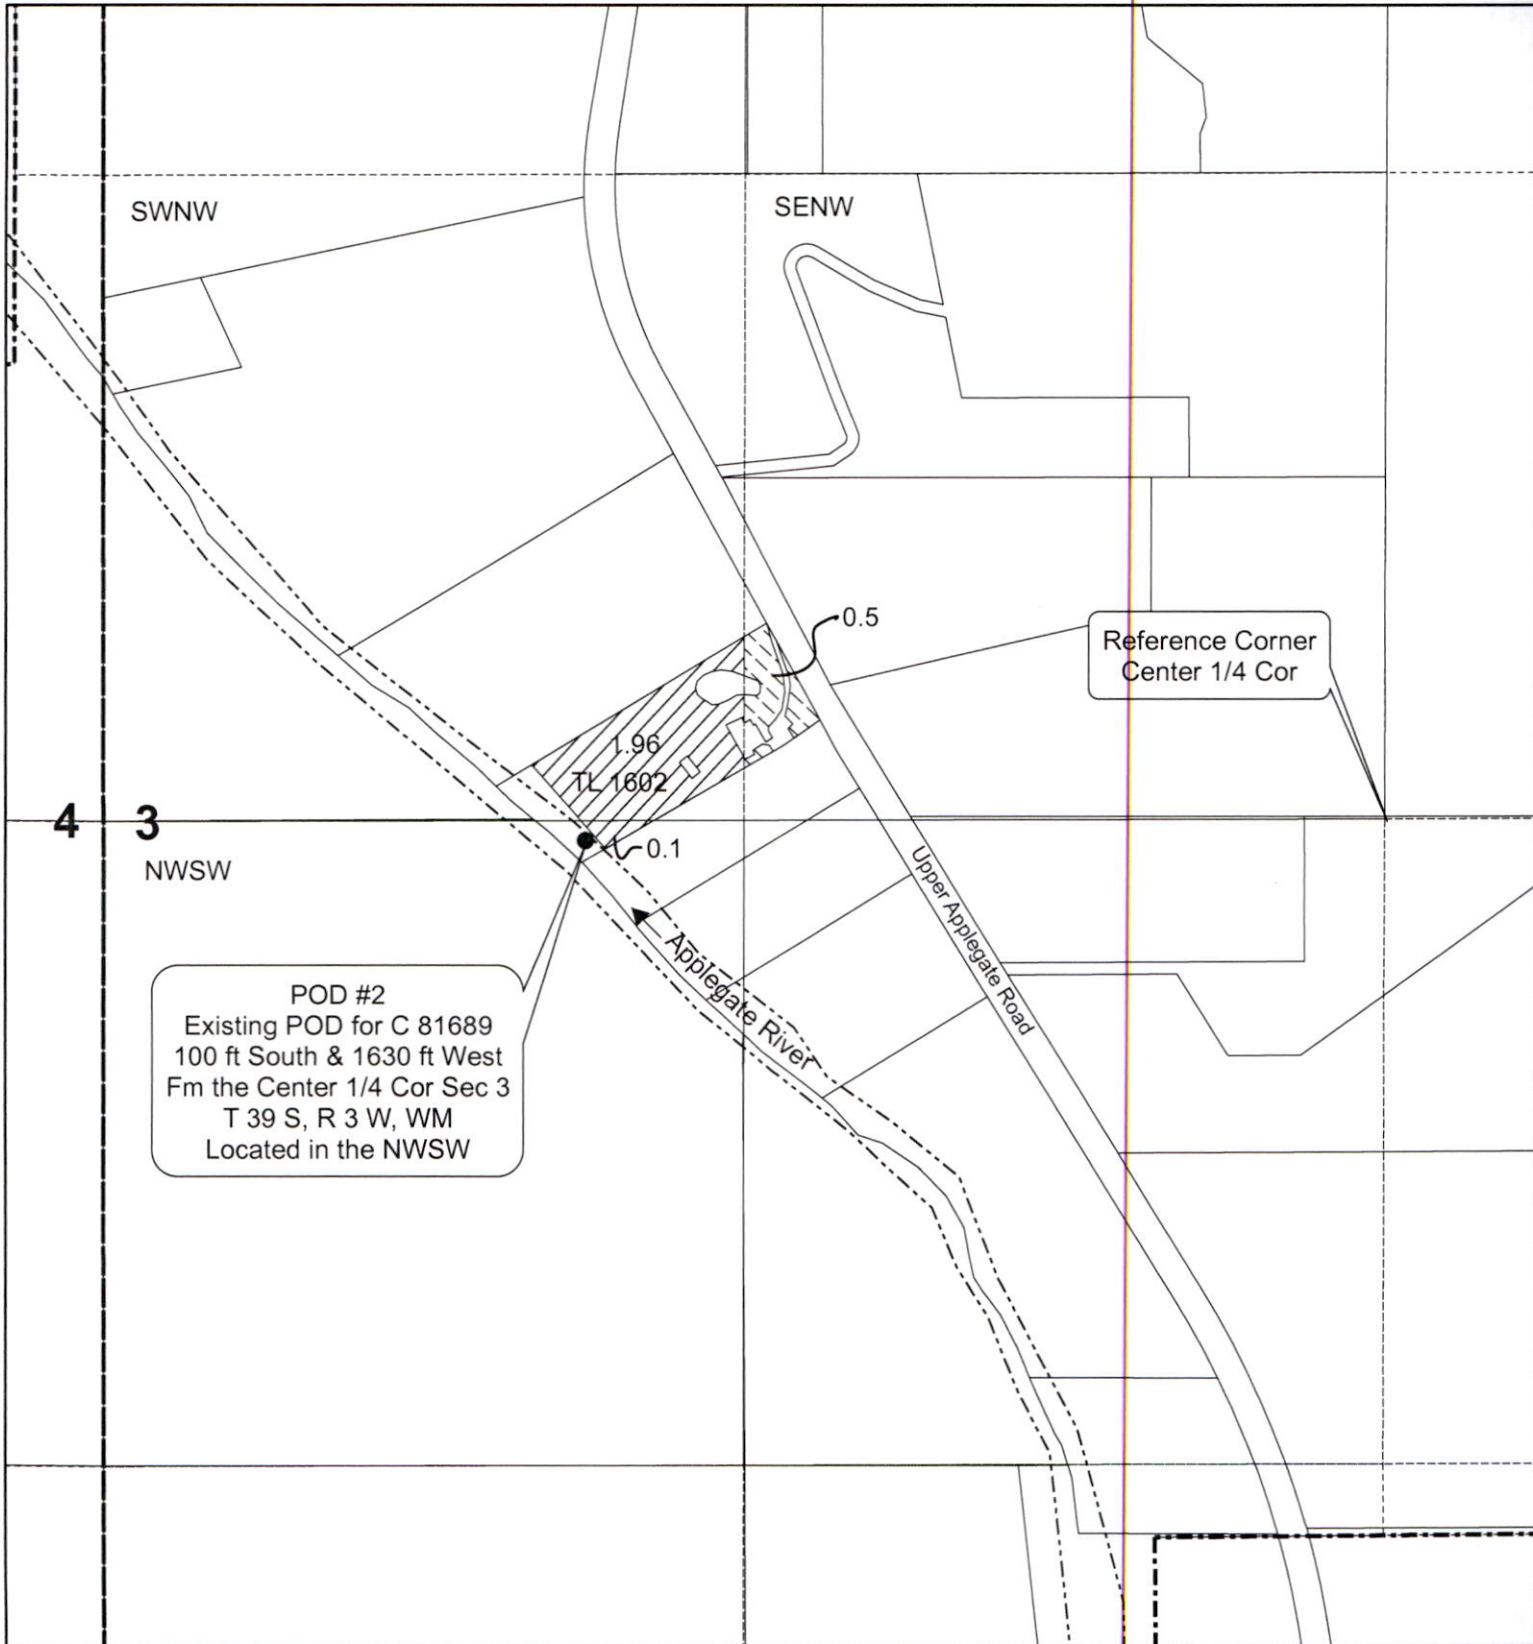 SWNW
SENW
0.5
Reference Corner
Center 1/4 Cor
1.96
TL 1602
4 3
0.1
NWSW
Upper Applegate Road
Applegate River
POD #2
Existing POD for C 81689
100 ft South & 1630 ft West
Fm the Center 1/4 Cor Sec 3
T 39 S, R 3 W, WM
Located in the NWSW